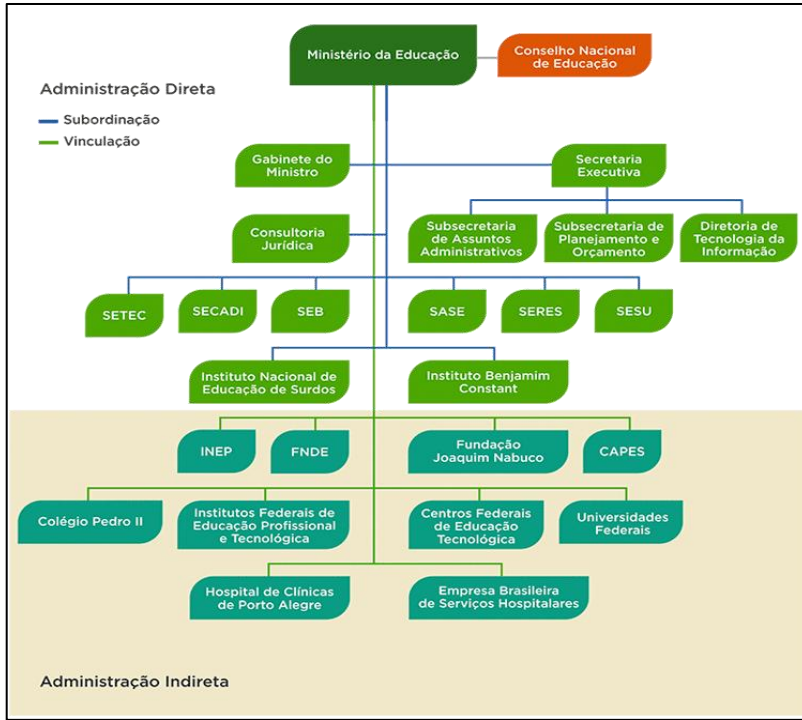 Ministério da Educação
Conselho Nacional
de Educação
Administração Direta
Subordinação
Vinculação
Gabinete do
Ministro
Secretaria
Executiva
Consultoria
Jurídica
Subsecretaria
de Assuntos
Administrativos
Subsecretaria de
Planejamento e
Orçamento
Diretoria de
Tecnologia da
Informação
SETEC
SECADI
SEB
SASE
SERES
SESU
Instituto Nacional de
Educação de Surdos
Instituto Benjamim
Constant
INEP
FNDE
Fundação
Joaquim Nabuco
CAPES
Colégio Pedro II
Institutos Federais de
Educação Profissional
e Tecnológica
Centros Federais
de Educação
Tecnológica
Universidades
Federais
Hospital de Clínicas
de Porto Alegre
Empresa Brasileira
de Serviços Hospitalares
Administração Indireta